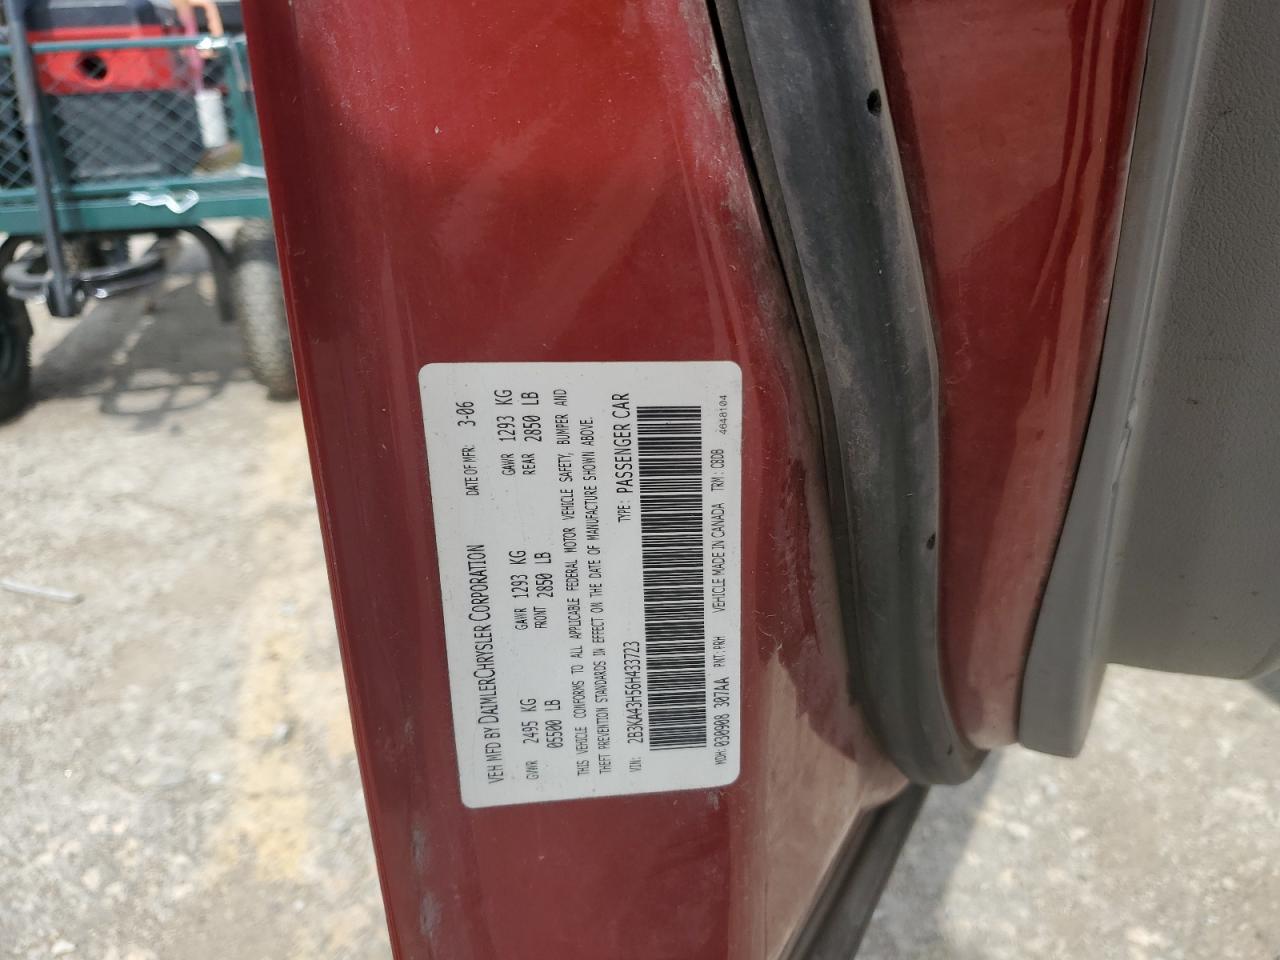 VEH MFD BY DAIMLERCHRYSLER CORPORATION DATE OF MFR: 3-06
GVWR 2495 KG GAWR 1293 KG GAWR 1293 KG
05500 LB FRONT 2850 LB REAR 2850 LB
THIS VEHICLE CONFORMS TO ALL APPLICABLE FEDERAL MOTOR VEHICLE SAFETY, BUMPER AND
THEFT PREVENTION STANDARDS IN EFFECT ON THE DATE OF MANUFACTURE SHOWN ABOVE.
VIN: 2B3KA43H56H433723 TYPE: PASSENGER CAR
MDH: 030908 307AA PNT: PRH VEHICLE MADE IN CANADA TRM: C8DB 4648104